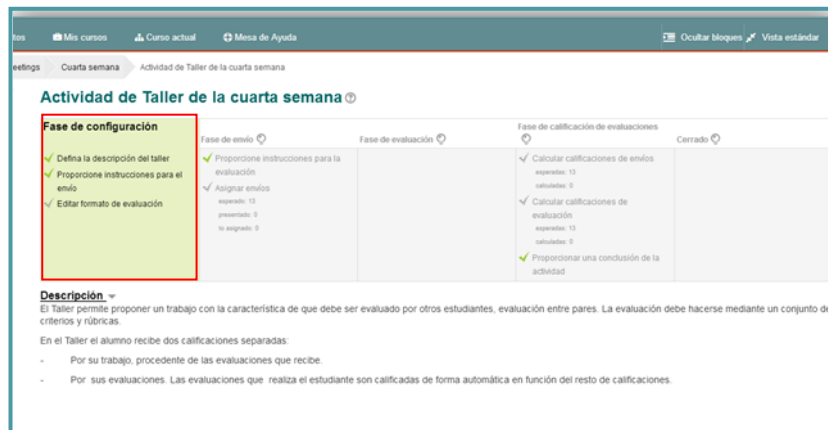 tos Mis cursos Curso actual Mesa de Ayuda Ocultar bloques Vista estándar
eetings Cuarta semana Actividad de Taller de la cuarta semana
Actividad de Taller de la cuarta semana
Fase de configuración
Defina la descripción del taller
Proporcione instrucciones para el
envío
Editar formato de evaluación
Fase de envío
Proporcione instrucciones para la
evaluación
Asignar envíos
esperado: 13
presentado: 0
to asignado: 0
Fase de evaluación
Fase de calificación de evaluaciones
Calcular calificaciones de envíos
esperadas: 13
calculadas: 0
Calcular calificaciones de
evaluación
esperadas: 13
calculadas: 0
Proporcionar una conclusión de la
actividad
Cerrado
Descripción
El Taller permite proponer un trabajo con la característica de que debe ser evaluado por otros estudiantes, evaluación entre pares. La evaluación debe hacerse mediante un conjunto de
criterios y rúbricas.
En el Taller el alumno recibe dos calificaciones separadas:
- Por su trabajo, procedente de las evaluaciones que recibe.
- Por sus evaluaciones. Las evaluaciones que realiza el estudiante son calificadas de forma automática en función del resto de calificaciones.